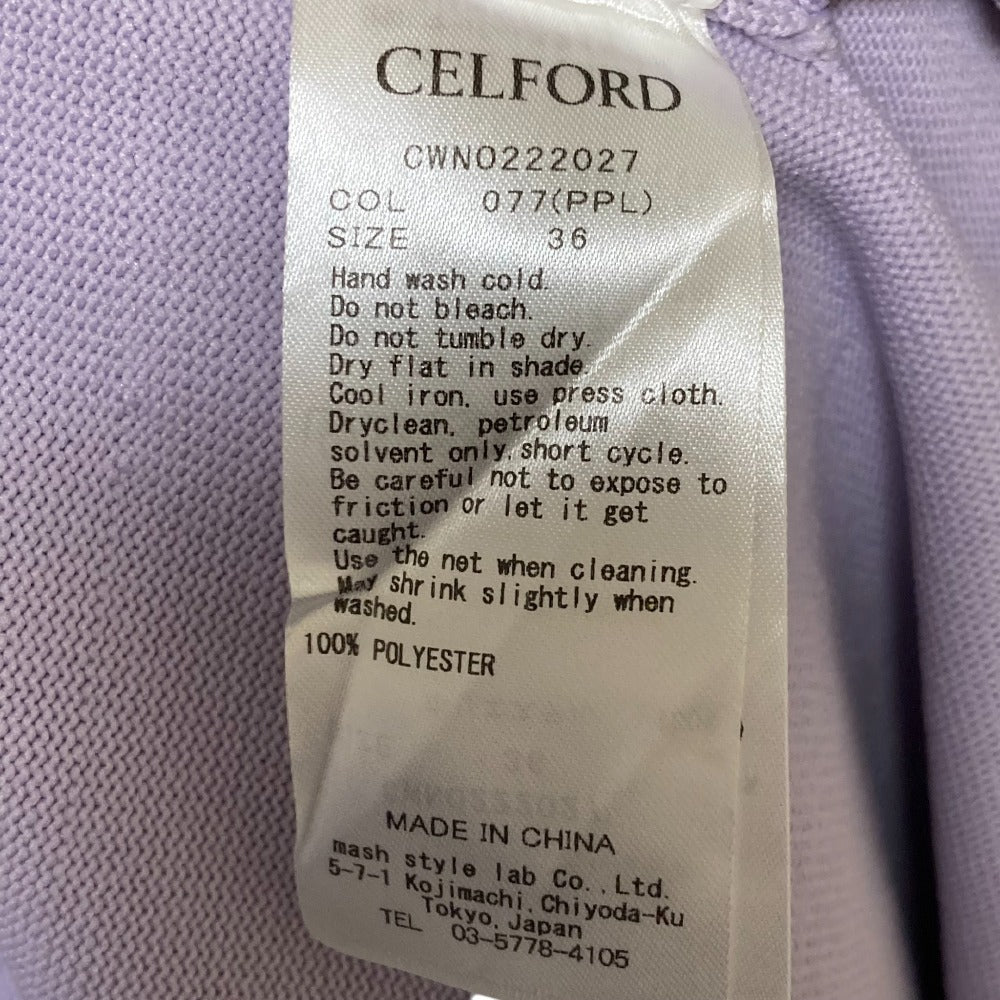 CELFORD
CWNO222027
COL 077(PPL)
SIZE 36
Hand wash cold.
Do not bleach.
Do not tumble dry.
Dry flat in shade.
Cool iron, use press cloth.
Dryclean, petroleum
solvent only, short cycle.
Be careful not to expose to
friction or let it get
caught.
Use the net when cleaning.
May shrink slightly when
washed.
100% POLYESTER
MADE IN CHINA
mash style lab Co.,Ltd.
5-7-1 Kojimachi,Chiyoda-Ku
Tokyo,Japan
TEL 03-5778-4105